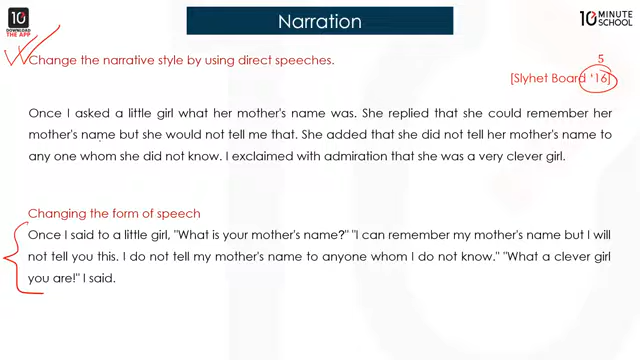 10
DOWNLOAD
THE APP
Narration
10 MINUTE
SCHOOL
Change the narrative style by using direct speeches.
5
[Slyhet Board '16]
Once I asked a little girl what her mother's name was. She replied that she could remember her
mother's name but she would not tell me that. She added that she did not tell her mother's name to
any one whom she did not know. I exclaimed with admiration that she was a very clever girl.
Changing the form of speech
Once I said to a little girl, "What is your mother's name?" "I can remember my mother's name but I will
not tell you this. I do not tell my mother's name to anyone whom I do not know." "What a clever girl
you are!" I said.